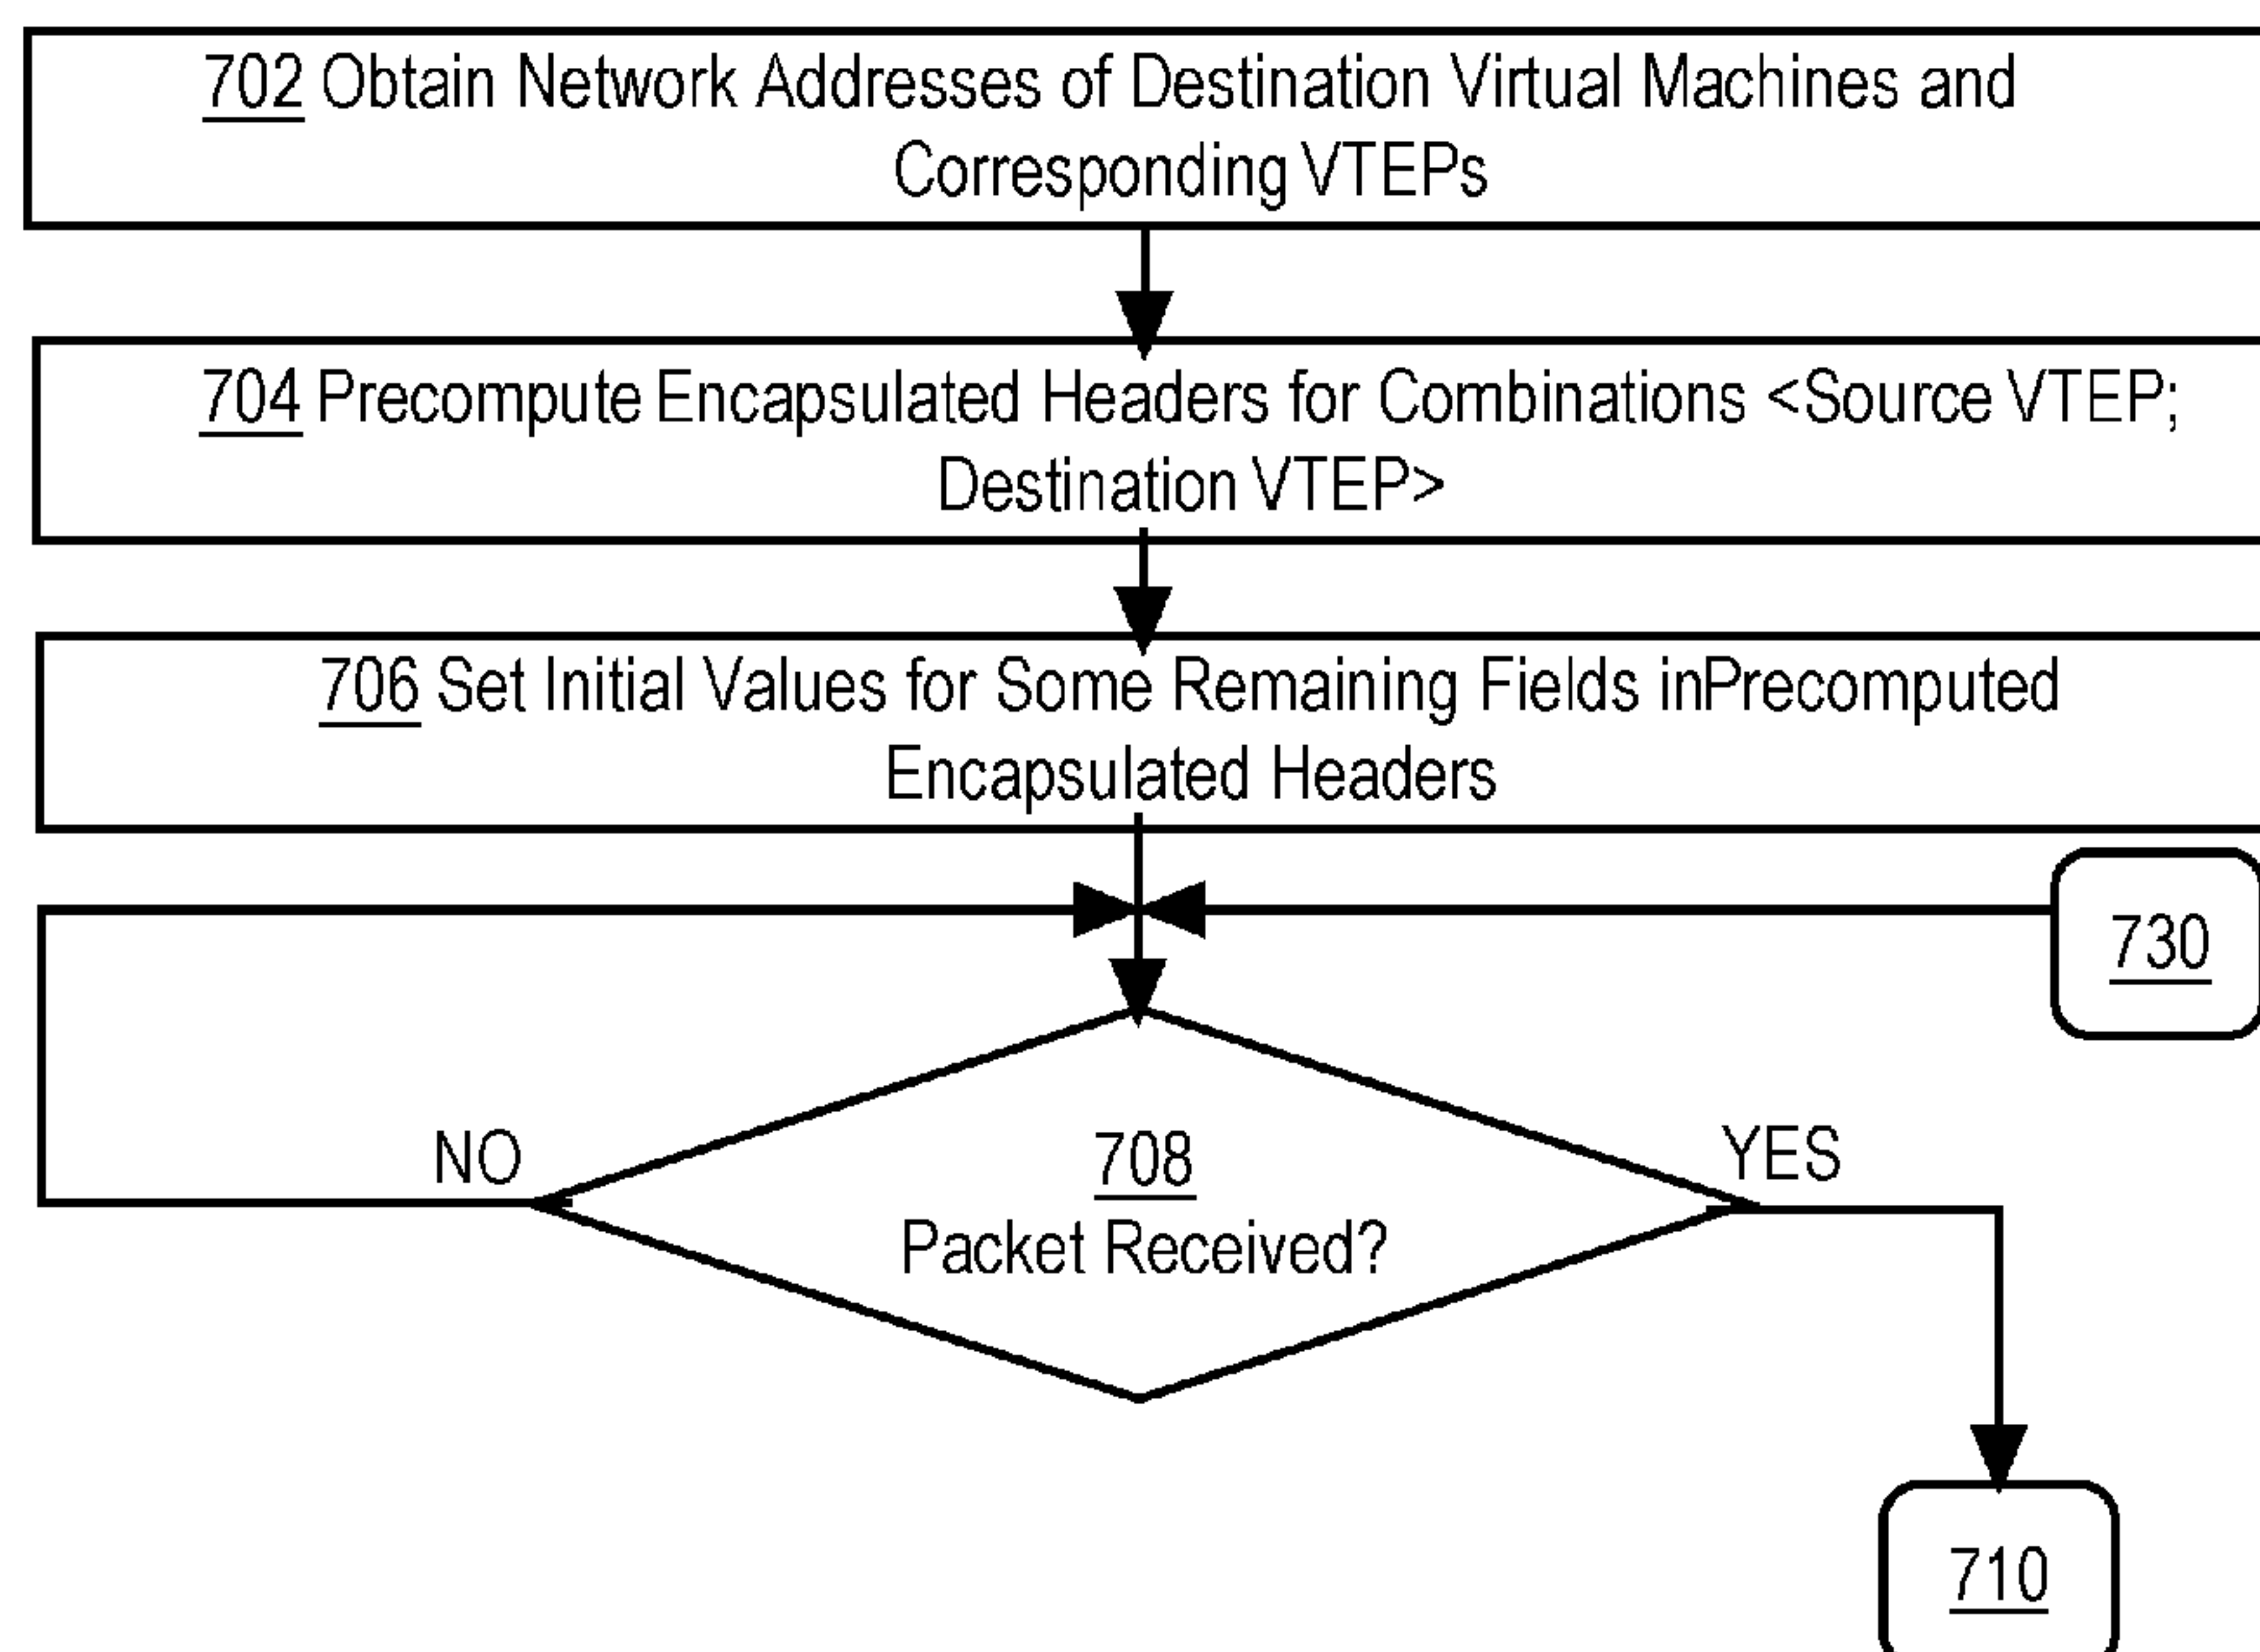 702 Obtain Network Addresses of Destination Virtual Machines and
Corresponding VTEPs
704 Precompute Encapsulated Headers for Combinations <Source VTEP;
Destination VTEP>
706 Set Initial Values for Some Remaining Fields inPrecomputed
Encapsulated Headers
730
NO
708
YES
Packet Received?
710